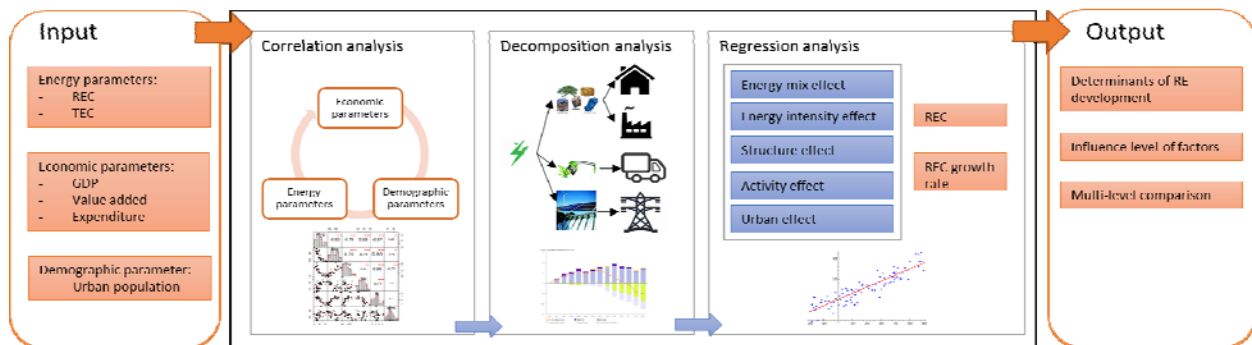 Input
Energy parameters:
- REC
- TEC
Economic parameters:
- GDP
- Value added
- Expenditure
Demographic parameter:
Urban population
Correlation analysis
Economic
parameters
Energy
parameters
Demographic
parameters
Decomposition analysis
Regression analysis
Energy mix effect
Energy intensity effect
Structure effect
Activity effect
Urban effect
REC
REC growth
rate
Output
Determinants of RE
development
Influence level of factors
Multi-level comparison